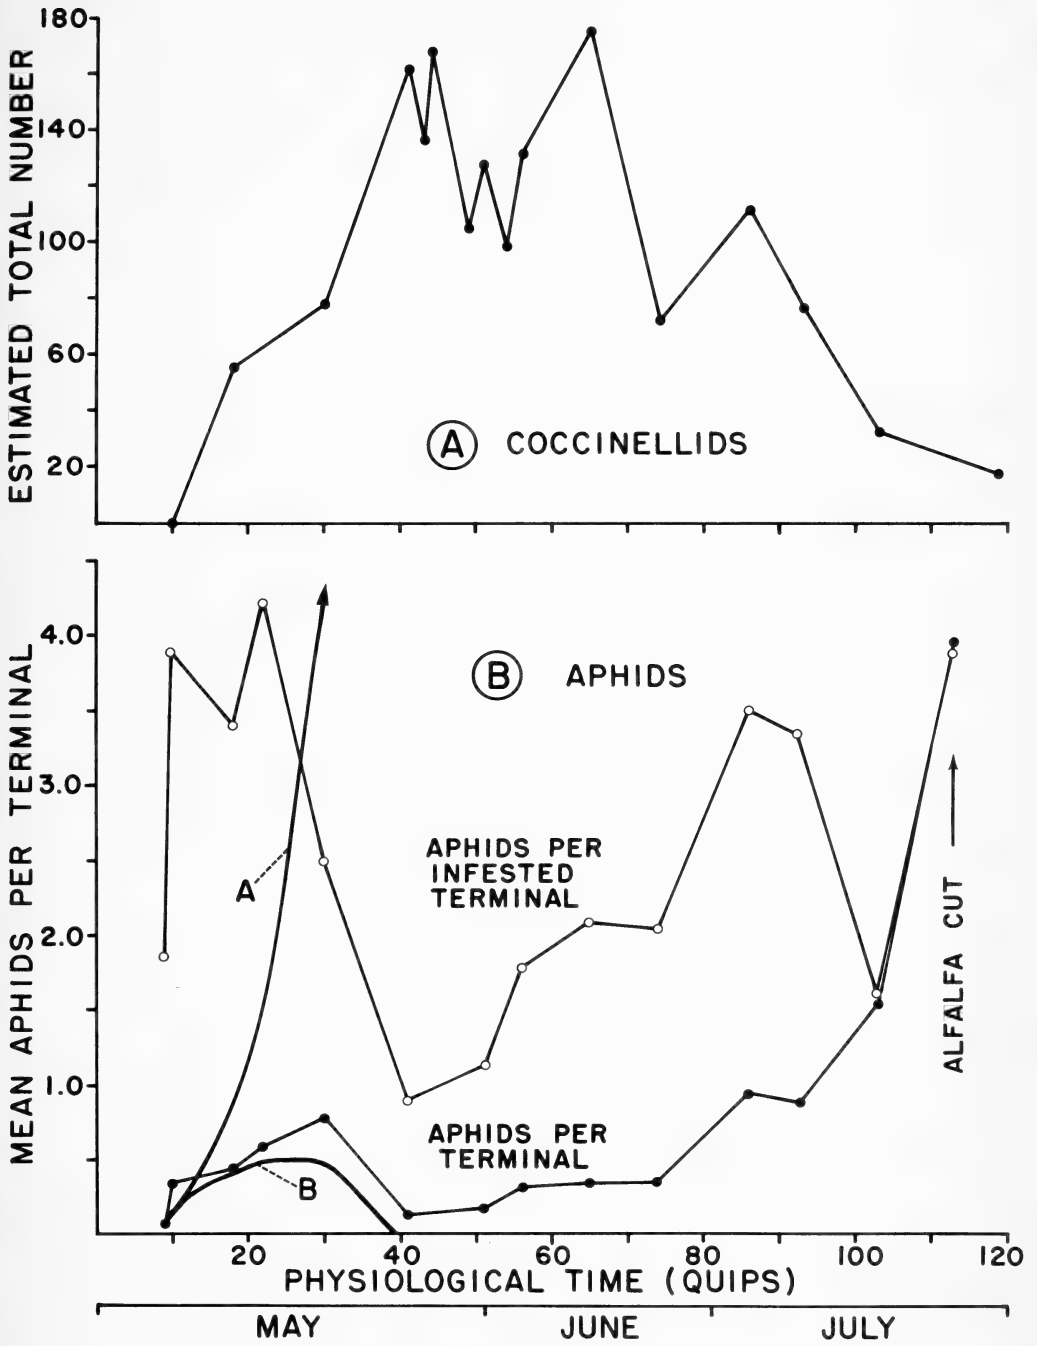 180
140
100
60
20
ESTIMATED TOTAL NUMBER
A COCCINELLIDS
4.0
3.0
2.0
1.0
MEAN APHIDS PER TERMINAL
B APHIDS
APHIDS PER
INFESTED
TERMINAL
A
ALFALFA CUT
APHIDS PER
TERMINAL
B
20 40 60 80 100 120
PHYSIOLOGICAL TIME (QUIPS)
MAY JUNE JULY